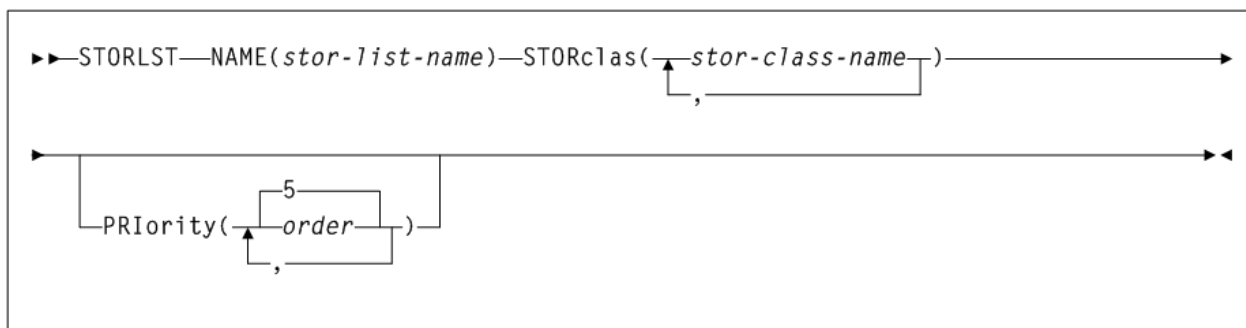 STORLST NAME(stor-list-name) STORclas( stor-class-name )
,
5
PRIority( order )
,